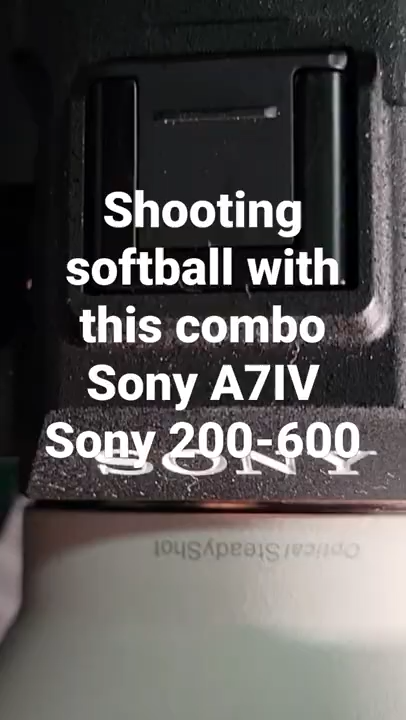 Shooting
softball with
this combo
Sony A7IV
Sony 200-600
SONY
Optical SteadyShot